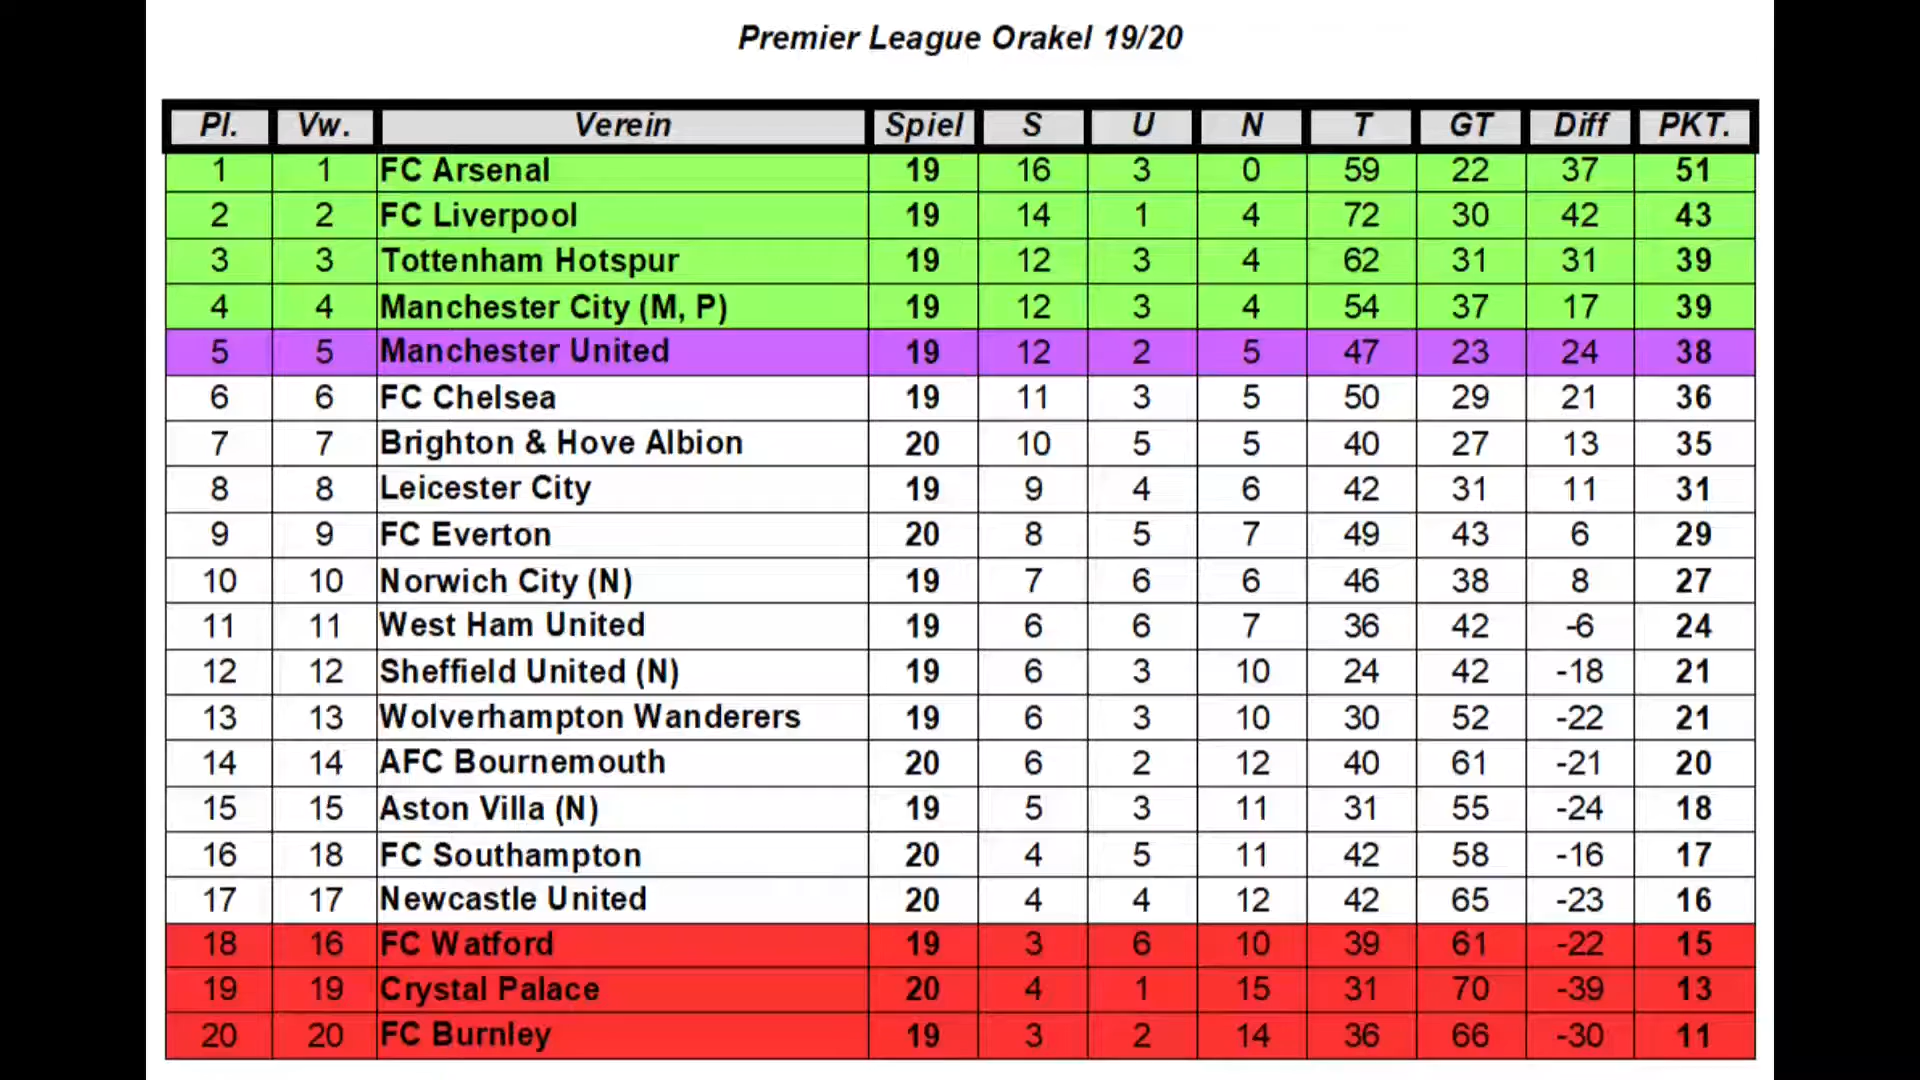 Premier League Orakel 19/20
Pl. Vw. Verein Spiel S U N T GT Diff PKT.
1 1 FC Arsenal 19 16 3 0 59 22 37 51
2 2 FC Liverpool 19 14 1 4 72 30 42 43
3 3 Tottenham Hotspur 19 12 3 4 62 31 31 39
4 4 Manchester City (M, P) 19 12 3 4 54 37 17 39
5 5 Manchester United 19 12 2 5 47 23 24 38
6 6 FC Chelsea 19 11 3 5 50 29 21 36
7 7 Brighton & Hove Albion 20 10 5 5 40 27 13 35
8 8 Leicester City 19 9 4 6 42 31 11 31
9 9 FC Everton 20 8 5 7 49 43 6 29
10 10 Norwich City (N) 19 7 6 6 46 38 8 27
11 11 West Ham United 19 6 6 7 36 42 -6 24
12 12 Sheffield United (N) 19 6 3 10 24 42 -18 21
13 13 Wolverhampton Wanderers 19 6 3 10 30 52 -22 21
14 14 AFC Bournemouth 20 6 2 12 40 61 -21 20
15 15 Aston Villa (N) 19 5 3 11 31 55 -24 18
16 18 FC Southampton 20 4 5 11 42 58 -16 17
17 17 Newcastle United 20 4 4 12 42 65 -23 16
18 16 FC Watford 19 3 6 10 39 61 -22 15
19 19 Crystal Palace 20 4 1 15 31 70 -39 13
20 20 FC Burnley 19 3 2 14 36 66 -30 11